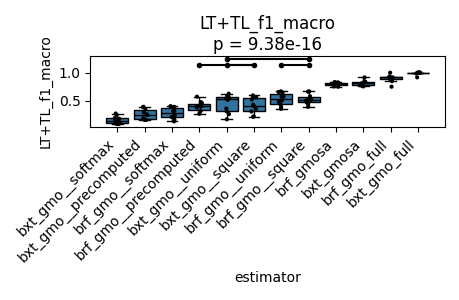 LT+TL_f1_macro
p = 9.38e-16
LT+TL_f1_macro
1.0
0.5
bxt_gmo__softmax
bxt_gmo__precomputed
brf_gmo__softmax
brf_gmo__precomputed
bxt_gmo__uniform
bxt_gmo__square
brf_gmo__uniform
brf_gmo__square
brf_gmosa
bxt_gmosa
brf_gmo_full
bxt_gmo_full
estimator